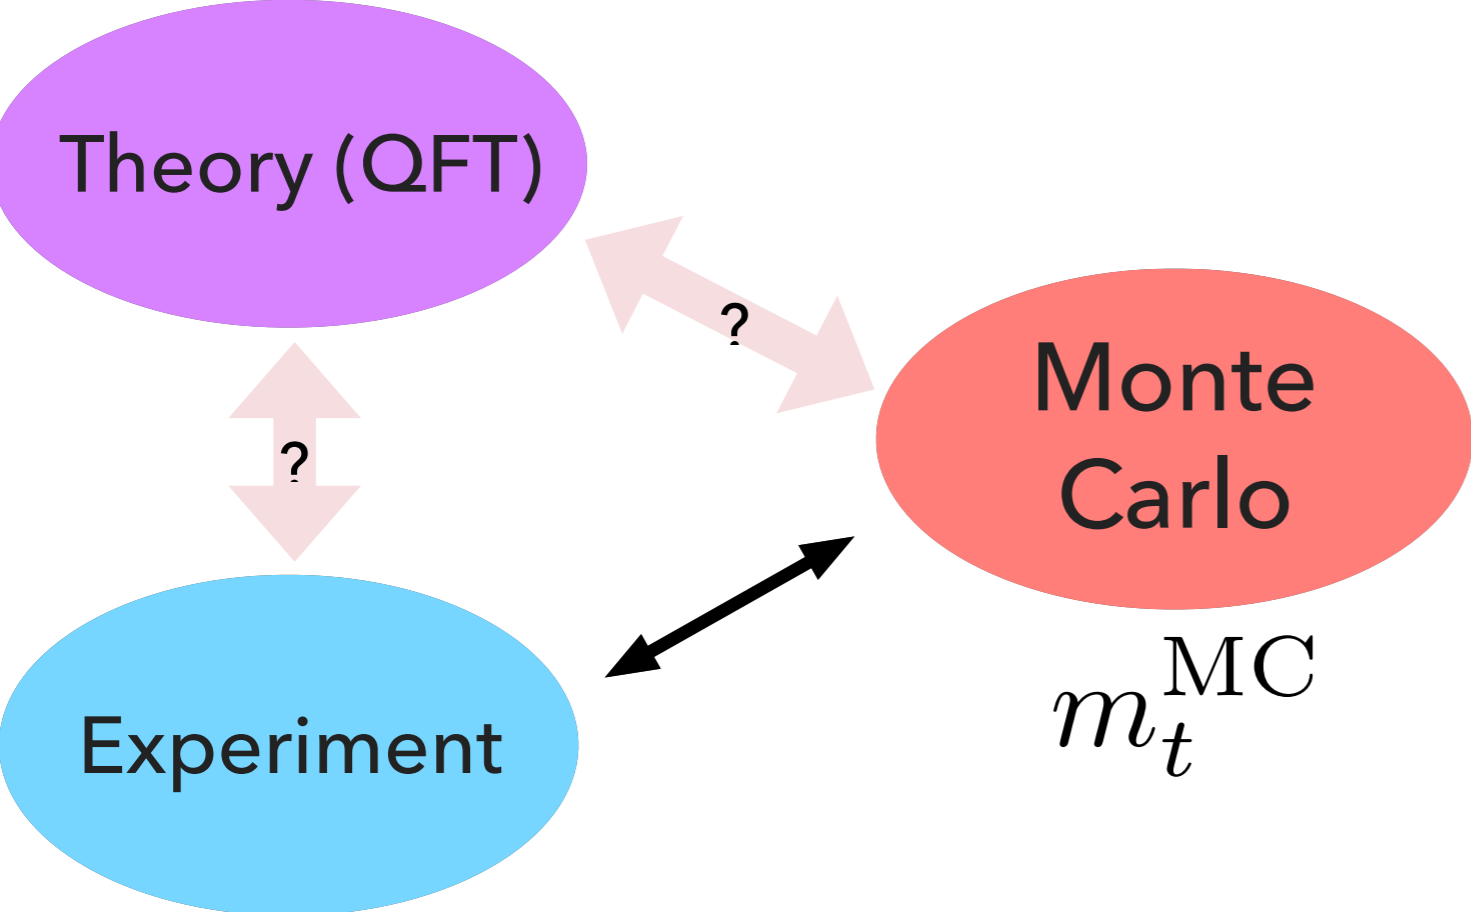 Theory (QFT)
?
Monte
Carlo
?
Experiment
m_t^MC